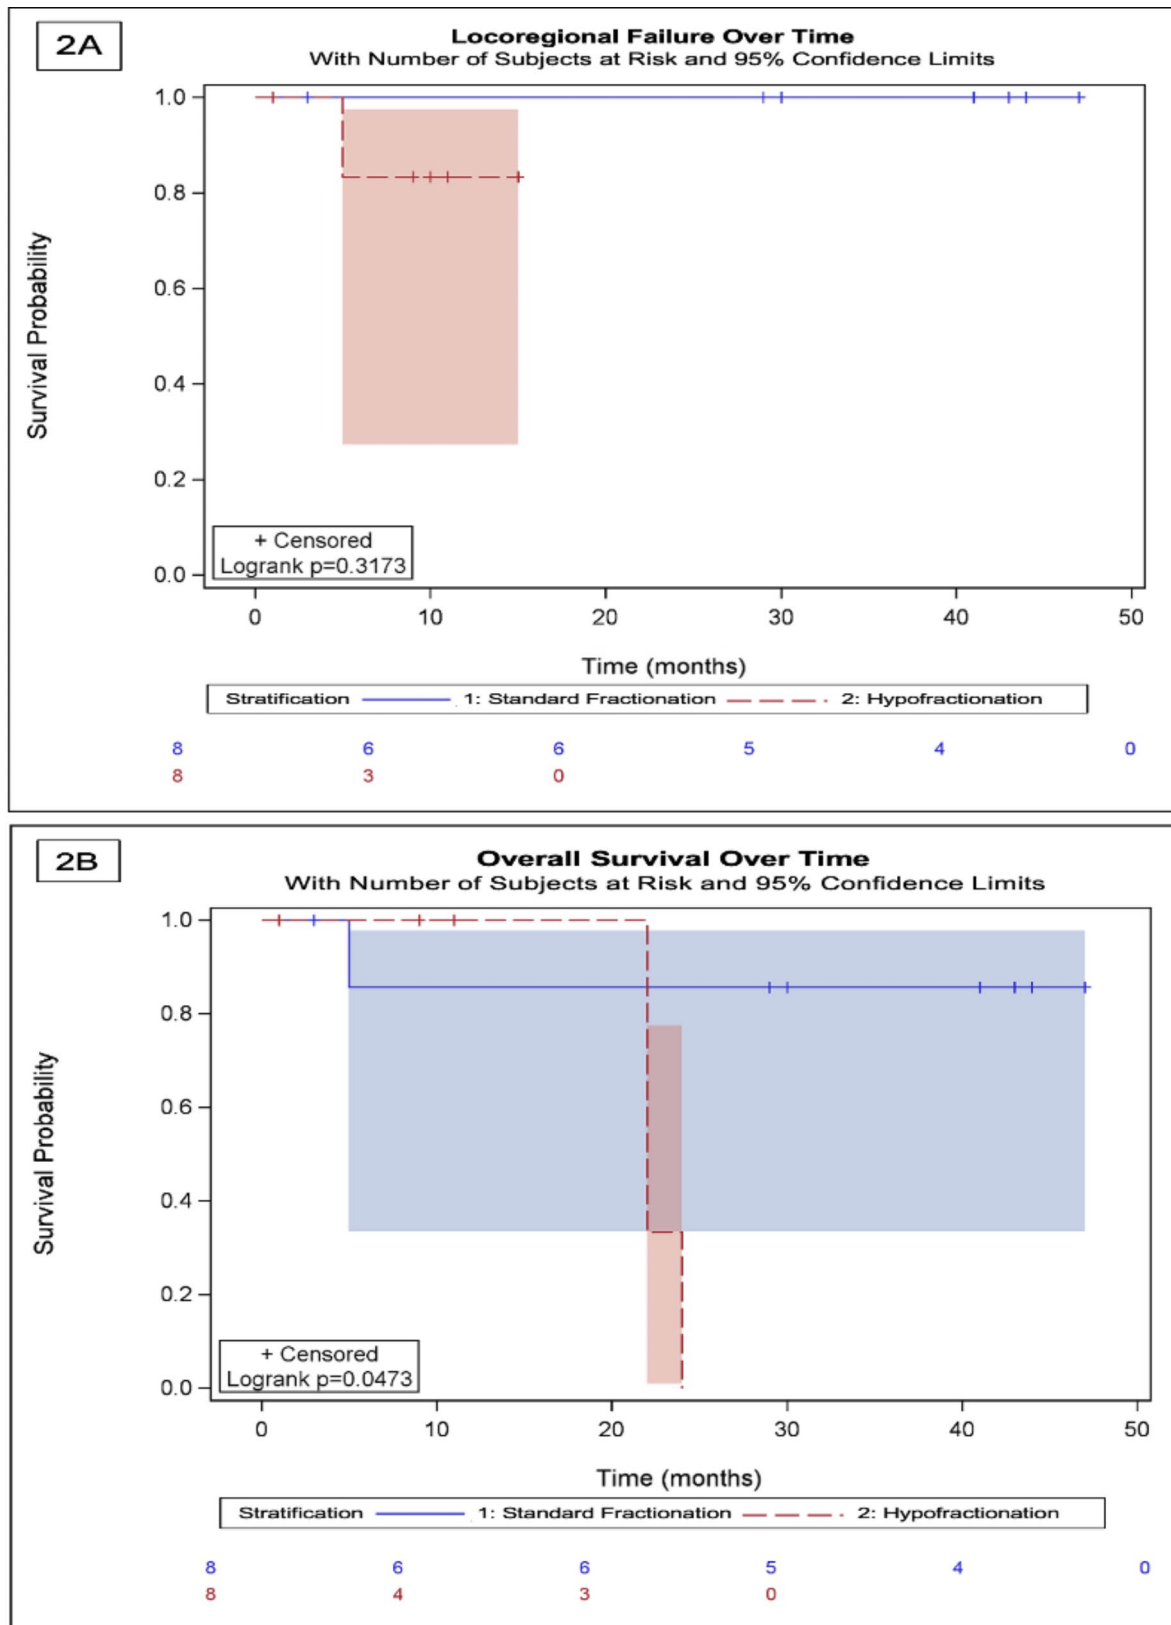 2A
Locoregional Failure Over Time
With Number of Subjects at Risk and 95% Confidence Limits
Survival Probability
1.0
0.8
0.6
0.4
0.2
0.0
+ Censored
Logrank p=0.3173
0 10 20 30 40 50
Time (months)
Stratification 1: Standard Fractionation 2: Hypofractionation
8 6 6 5 4 0
8 3 0
2B
Overall Survival Over Time
With Number of Subjects at Risk and 95% Confidence Limits
Survival Probability
1.0
0.8
0.6
0.4
0.2
0.0
+ Censored
Logrank p=0.0473
0 10 20 30 40 50
Time (months)
Stratification 1: Standard Fractionation 2: Hypofractionation
8 6 6 5 4 0
8 4 3 0